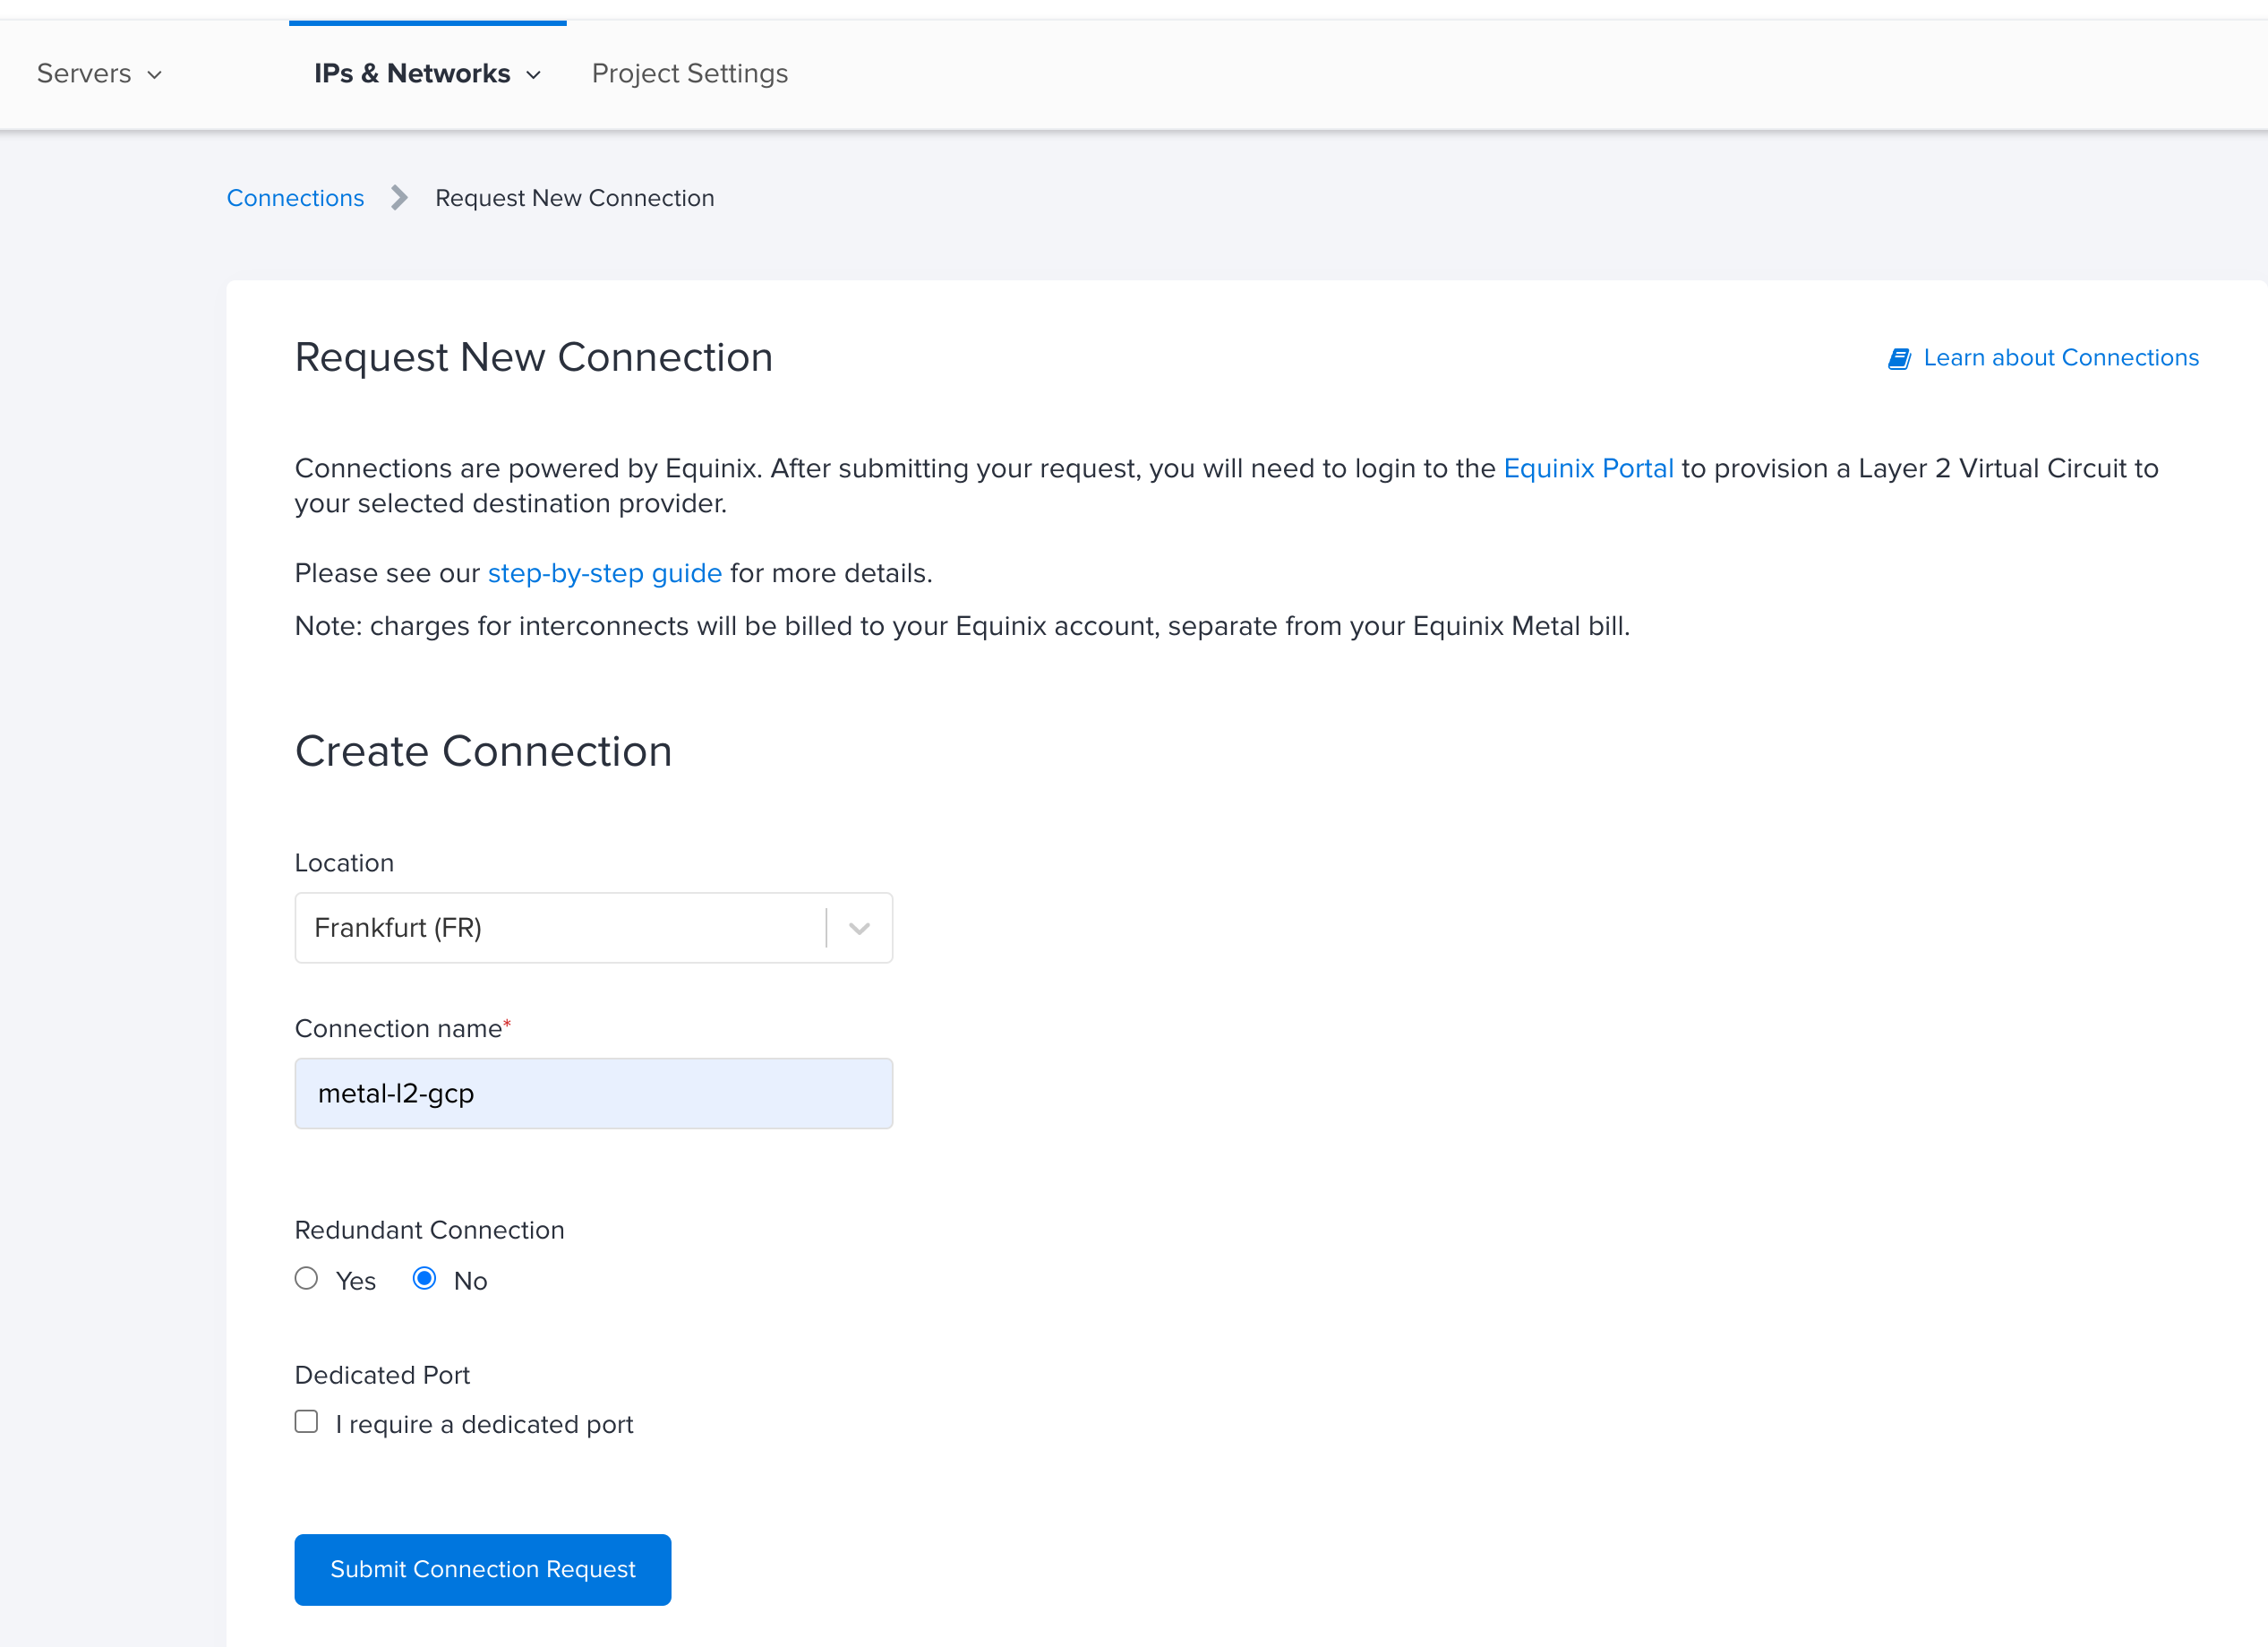 Servers
IPs & Networks
Project Settings
Connections
Request New Connection
Request New Connection
Learn about Connections
Connections are powered by Equinix. After submitting your request, you will need to login to the Equinix Portal to provision a Layer 2 Virtual Circuit to
your selected destination provider.
Please see our step-by-step guide for more details.
Note: charges for interconnects will be billed to your Equinix account, separate from your Equinix Metal bill.
Create Connection
Location
Frankfurt (FR)
Connection name*
metal-l2-gcp
Redundant Connection
Yes No
Dedicated Port
I require a dedicated port
Submit Connection Request